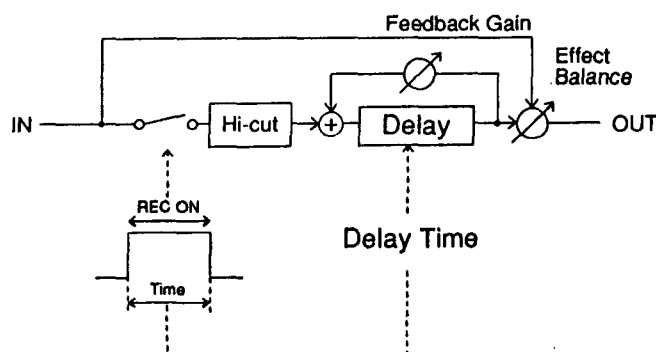 Feedback Gain
Effect
Balance
IN
Hi-cut
+
Delay
OUT
REC ON
Delay Time
Time